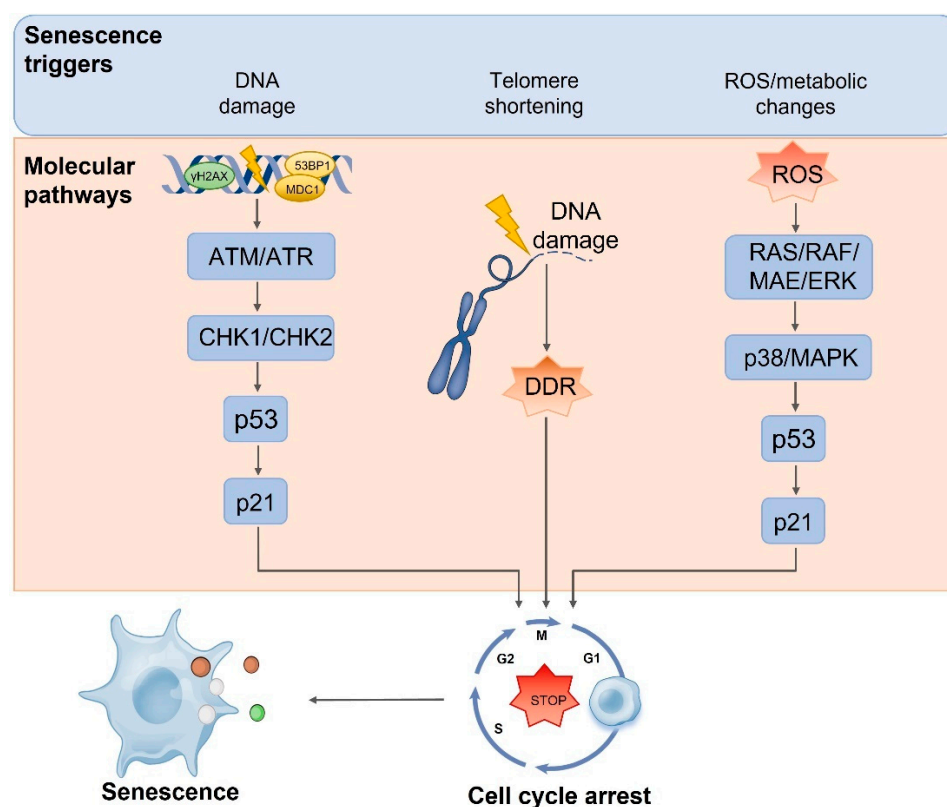 Senescence
triggers
DNA
damage
Telomere
shortening
ROS/metabolic
changes
Molecular
pathways
γH2AX
53BP1
MDC1
ATM/ATR
CHK1/CHK2
p53
p21
DNA
damage
DDR
ROS
RAS/RAF/
MAE/ERK
p38/MAPK
p53
p21
M
G2
G1
STOP
S
Senescence
Cell cycle arrest